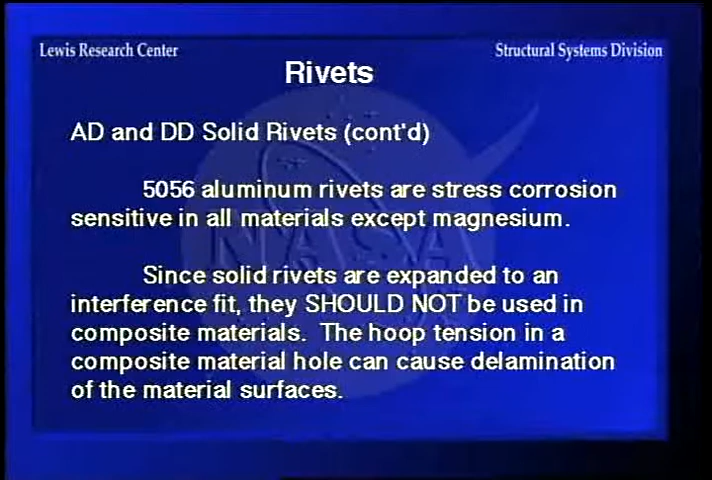 Lewis Research Center
Structural Systems Division
Rivets
AD and DD Solid Rivets (cont'd)
5056 aluminum rivets are stress corrosion
sensitive in all materials except magnesium.
Since solid rivets are expanded to an
interference fit, they SHOULD NOT be used in
composite materials. The hoop tension in a
composite material hole can cause delamination
of the material surfaces.
NASA